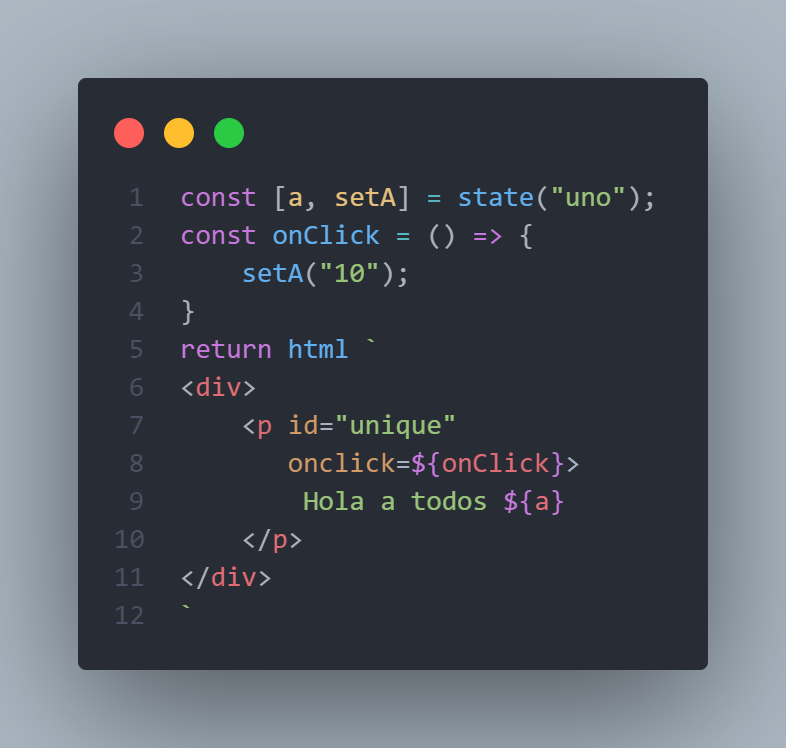 1 const [a, setA] = state("uno");
2 const onClick = () => {
3     setA("10");
4 }
5 return html `
6 <div>
7     <p id="unique"
8        onclick=${onClick}>
9         Hola a todos ${a}
10     </p>
11 </div>
12 `